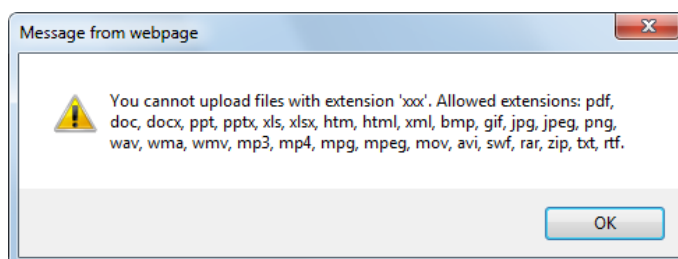 Message from webpage
You cannot upload files with extension 'xxx'. Allowed extensions: pdf,
doc, docx, ppt, pptx, xls, xlsx, htm, html, xml, bmp, gif, jpg, jpeg, png,
wav, wma, wmv, mp3, mp4, mpg, mpeg, mov, avi, swf, rar, zip, txt, rtf.
OK